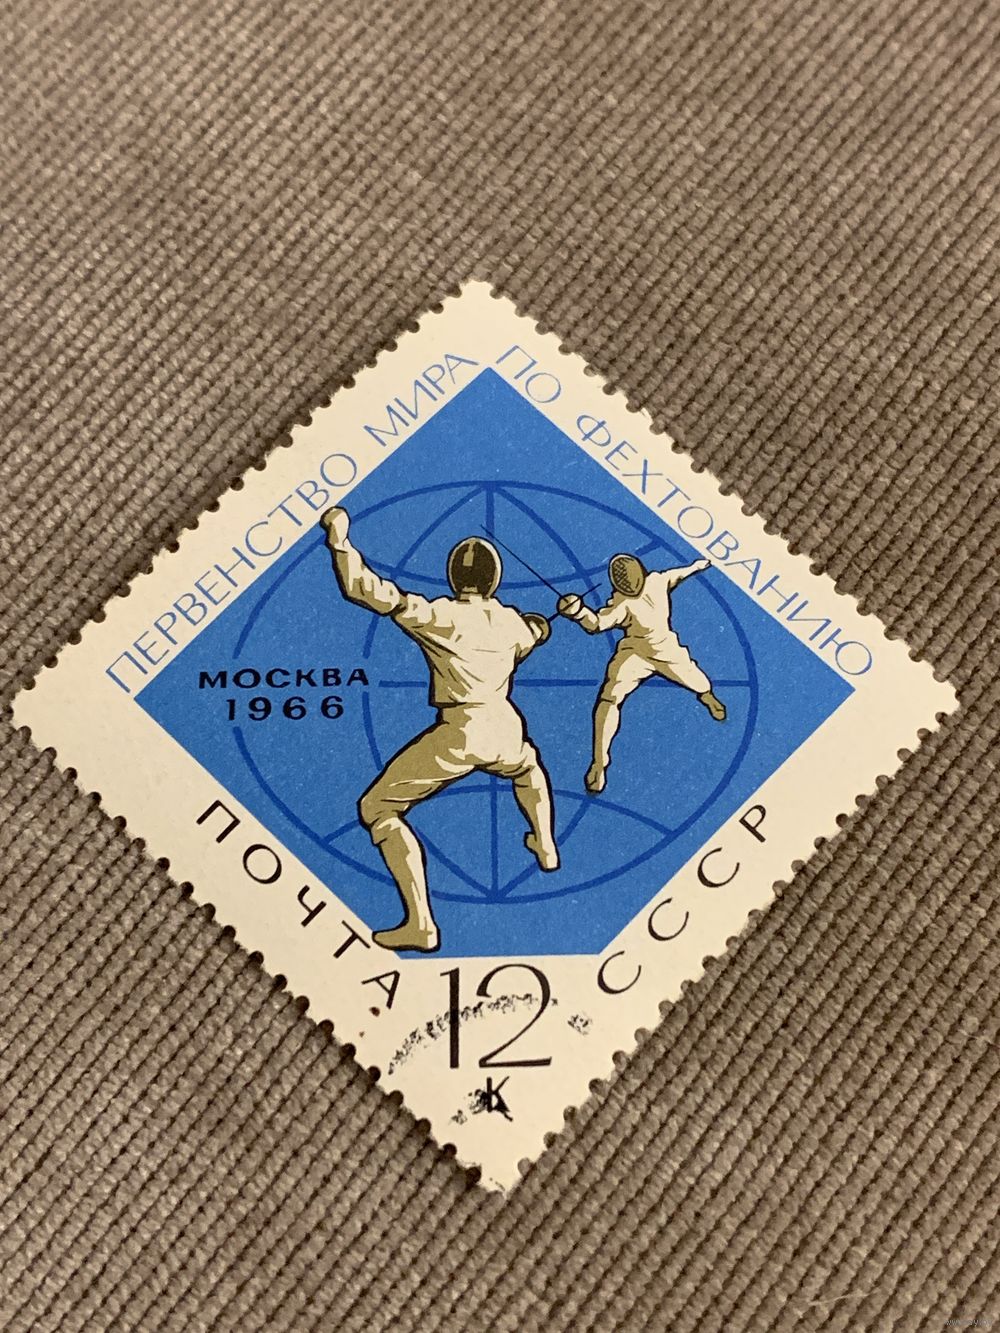 ПЕРВЕНСТВО МИРА
ПО ФЕХТОВАНИЮ
МОСКВА
1966
ПОЧТА
СССР
12
К